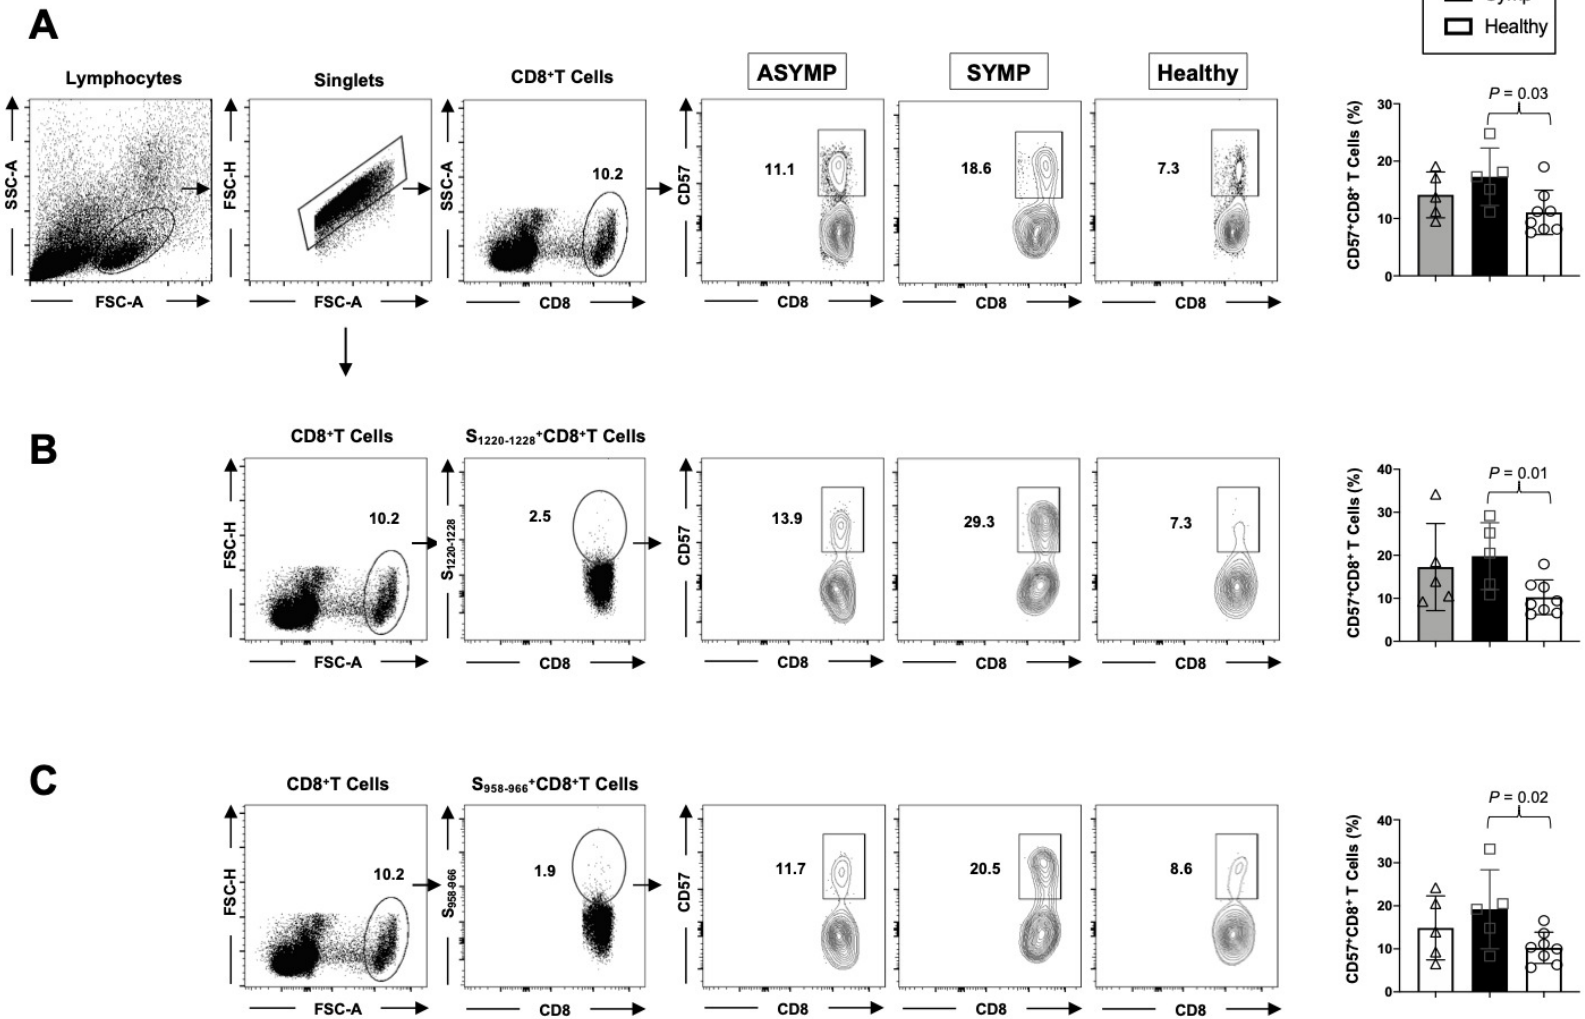 A
Symp
Healthy
Lymphocytes
Singlets
CD8⁺T Cells
ASYMP
SYMP
Healthy
SSC-A
FSC-A
FSC-H
FSC-A
SSC-A
10.2
CD8
CD57
11.1
CD8
18.6
CD8
7.3
CD8
P = 0.03
CD57⁺CD8⁺ T Cells (%)
30
20
10
0
B
CD8⁺T Cells
S₁₂₂₀₋₁₂₂₈⁺CD8⁺T Cells
FSC-H
10.2
FSC-A
S₁₂₂₀₋₁₂₂₈
2.5
CD8
CD57
13.9
CD8
29.3
CD8
7.3
CD8
P = 0.01
CD57⁺CD8⁺ T Cells (%)
40
30
20
10
0
C
CD8⁺T Cells
S₉₅₈₋₉₆₆⁺CD8⁺T Cells
FSC-H
10.2
FSC-A
S₉₅₈₋₉₆₆
1.9
CD8
CD57
11.7
CD8
20.5
CD8
8.6
CD8
P = 0.02
CD57⁺CD8⁺ T Cells (%)
40
30
20
10
0